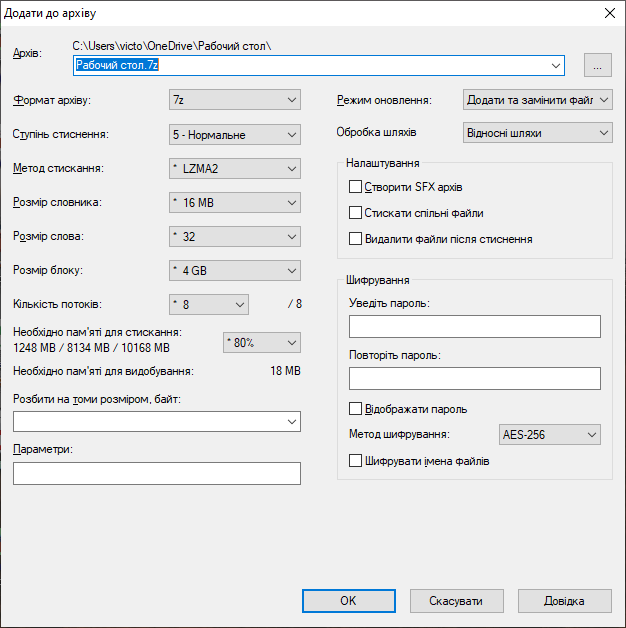 Додати до архіву
Архів:
C:\Users\victo\OneDrive\Рабочий стол\
Рабочий стол.7z
...
Формат архіву:
7z
Ступінь стиснення:
5 - Нормальне
Метод стискання:
* LZMA2
Розмір словника:
* 16 MB
Розмір слова:
* 32
Розмір блоку:
* 4 GB
Кількість потоків:
* 8
/ 8
Необхідно пам'яті для стискання:
1248 MB / 8134 MB / 10168 MB
* 80%
Необхідно пам'яті для видобування:
18 MB
Розбити на томи розміром, байт:
Параметри:
Режим оновлення:
Додати та замінити файл
Обробка шляхів
Відносні шляхи
Налаштування
Створити SFX архів
Стискати спільні файли
Видалити файли після стиснення
Шифрування
Уведіть пароль:
Повторіть пароль:
Відображати пароль
Метод шифрування:
AES-256
Шифрувати імена файлів
OK
Скасувати
Довідка